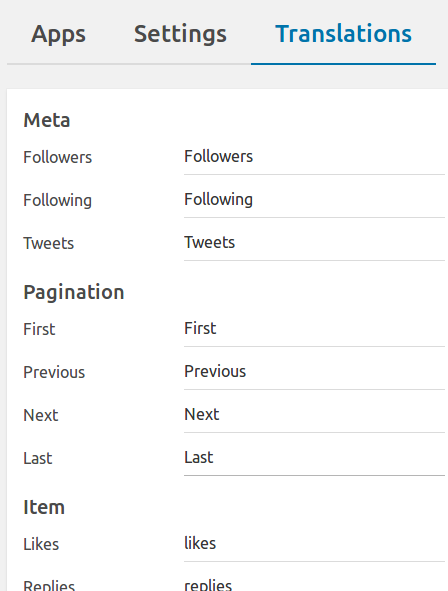 Apps Settings Translations
Meta
Followers Followers
Following Following
Tweets Tweets
Pagination
First First
Previous Previous
Next Next
Last Last
Item
Likes likes
Replies replies